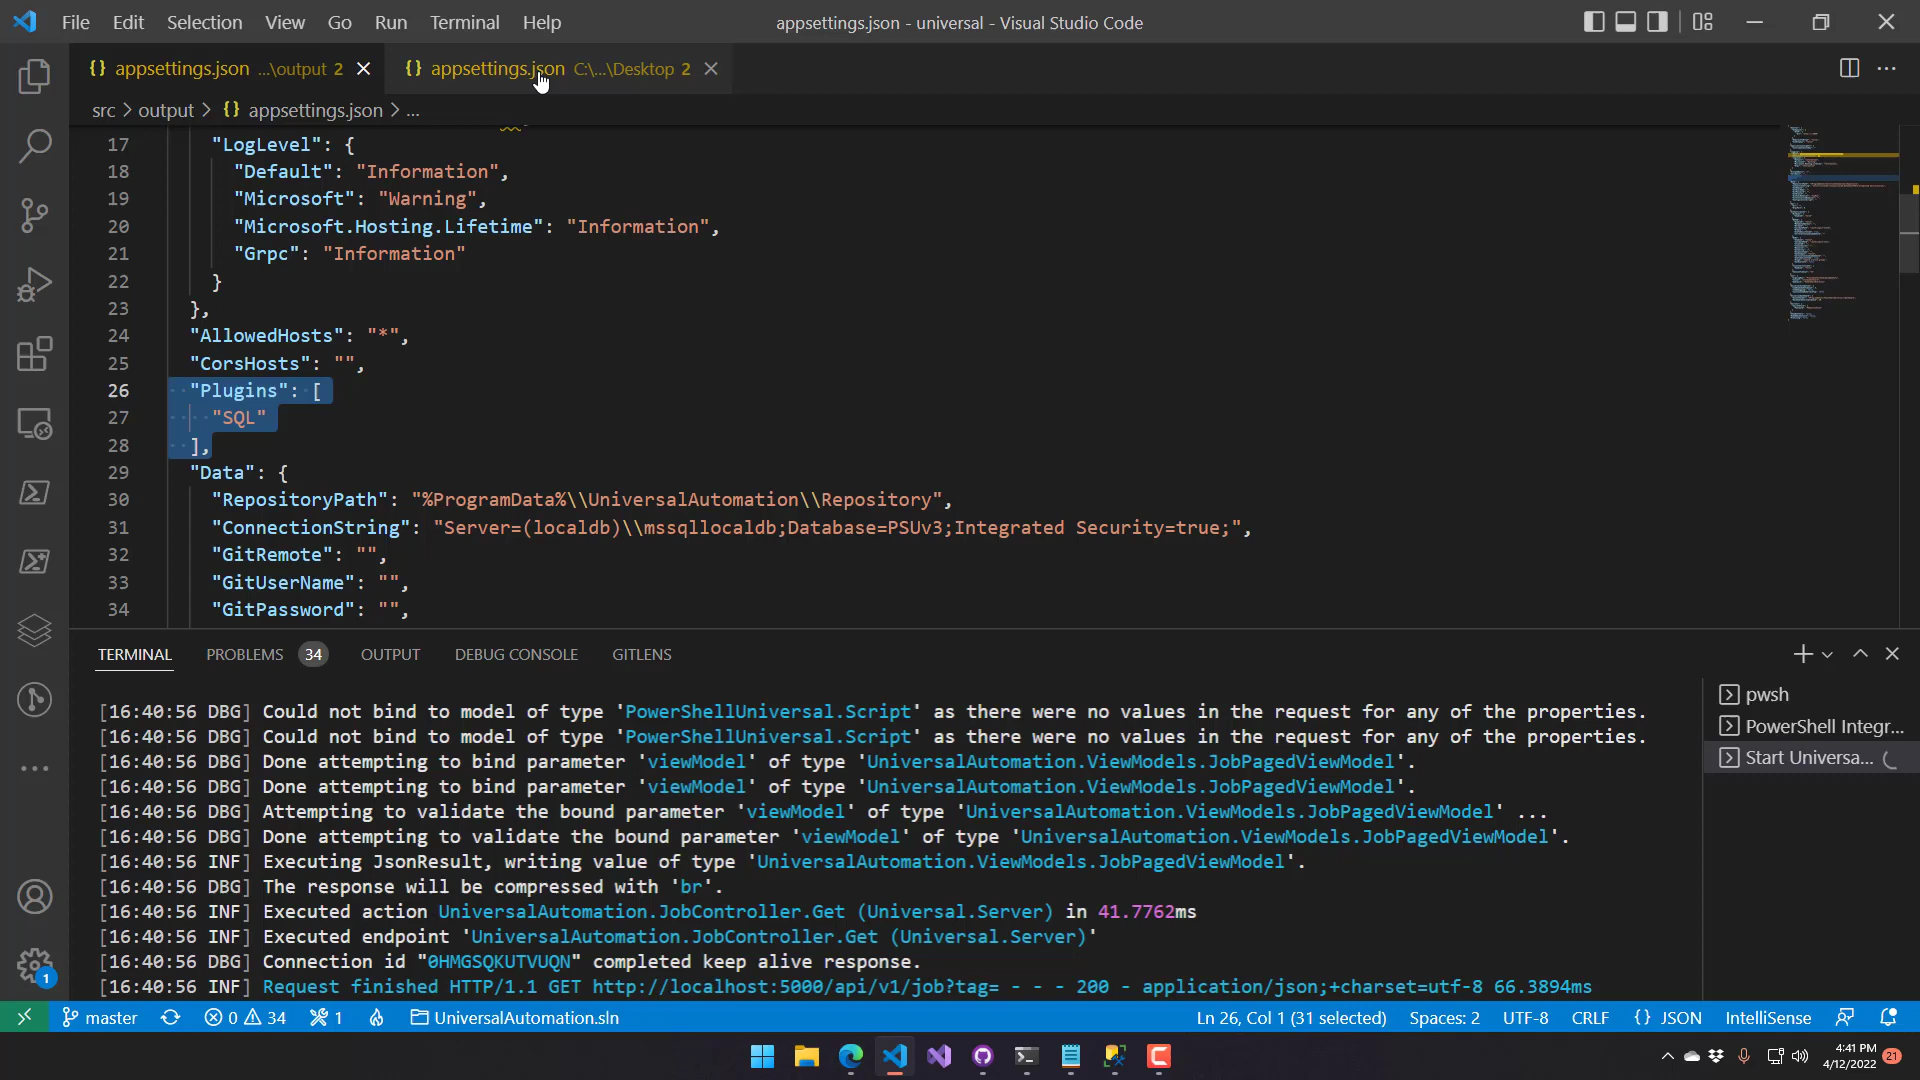 File Edit Selection View Go Run Terminal Help
appsettings.json - universal - Visual Studio Code
{} appsettings.json ...\output 2
{} appsettings.json C:\...\Desktop 2
src > output > {} appsettings.json > ...
17 "LogLevel": {
18 "Default": "Information",
19 "Microsoft": "Warning",
20 "Microsoft.Hosting.Lifetime": "Information",
21 "Grpc": "Information"
22 }
23 },
24 "AllowedHosts": "*",
25 "CorsHosts": "",
26 "Plugins": [
27 "SQL"
28 ],
29 "Data": {
30 "RepositoryPath": "%ProgramData%\\UniversalAutomation\\Repository",
31 "ConnectionString": "Server=(localdb)\\mssqllocaldb;Database=PSUv3;Integrated Security=true;",
32 "GitRemote": "",
33 "GitUserName": "",
34 "GitPassword": "",
TERMINAL PROBLEMS 34 OUTPUT DEBUG CONSOLE GITLENS
[16:40:56 DBG] Could not bind to model of type 'PowerShellUniversal.Script' as there were no values in the request for any of the properties.
[16:40:56 DBG] Could not bind to model of type 'PowerShellUniversal.Script' as there were no values in the request for any of the properties.
[16:40:56 DBG] Done attempting to bind parameter 'viewModel' of type 'UniversalAutomation.ViewModels.JobPagedViewModel'.
[16:40:56 DBG] Done attempting to bind parameter 'viewModel' of type 'UniversalAutomation.ViewModels.JobPagedViewModel'.
[16:40:56 DBG] Attempting to validate the bound parameter 'viewModel' of type 'UniversalAutomation.ViewModels.JobPagedViewModel' ...
[16:40:56 DBG] Done attempting to validate the bound parameter 'viewModel' of type 'UniversalAutomation.ViewModels.JobPagedViewModel'.
[16:40:56 INF] Executing JsonResult, writing value of type 'UniversalAutomation.ViewModels.JobPagedViewModel'.
[16:40:56 DBG] The response will be compressed with 'br'.
[16:40:56 INF] Executed action UniversalAutomation.JobController.Get (Universal.Server) in 41.7762ms
[16:40:56 INF] Executed endpoint 'UniversalAutomation.JobController.Get (Universal.Server)'
[16:40:56 DBG] Connection id "0HMGSQKUTVUQN" completed keep alive response.
[16:40:56 INF] Request finished HTTP/1.1 GET http://localhost:5000/api/v1/job?tag= - - - 200 - application/json;+charset=utf-8 66.3894ms
pwsh
PowerShell Integr...
Start Universa...
1
master 0 34 1 UniversalAutomation.sln
Ln 26, Col 1 (31 selected) Spaces: 2 UTF-8 CRLF {} JSON IntelliSense
4:41 PM
4/12/2022
21